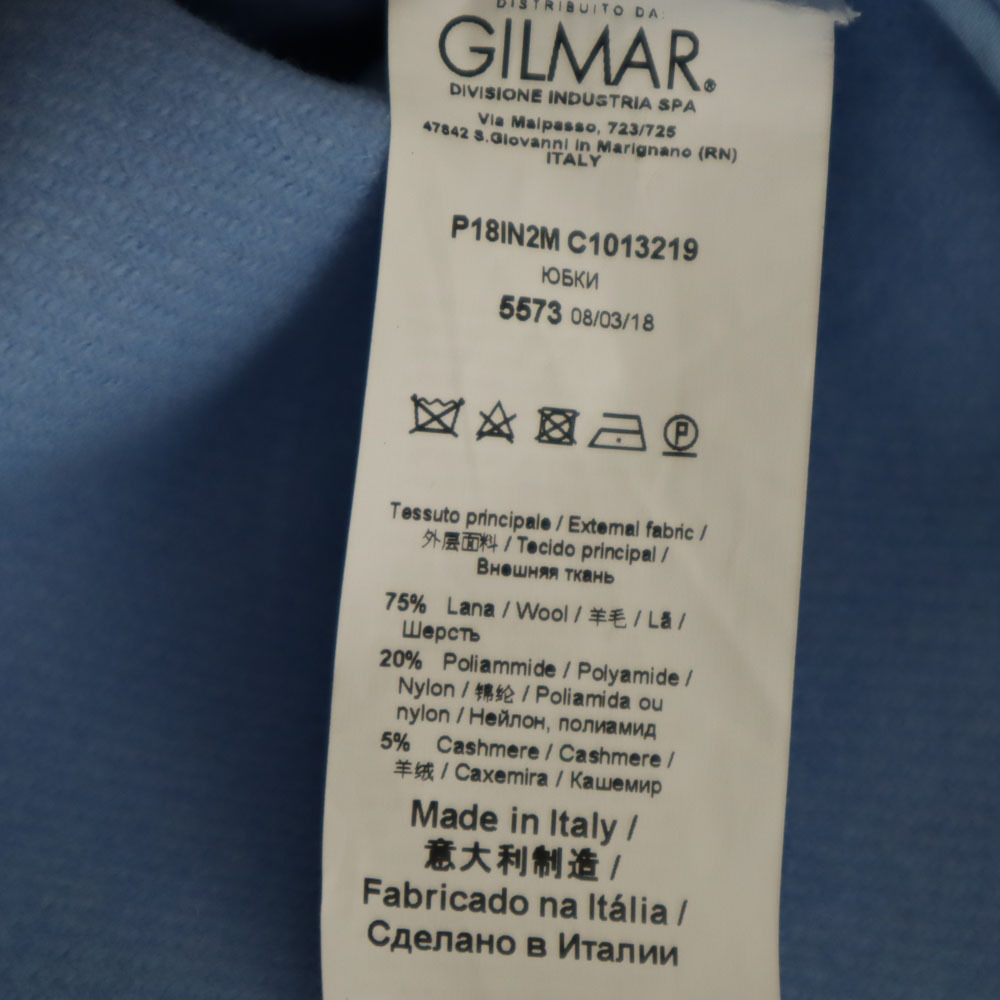 DISTRIBUITO DA:
GILMAR®
DIVISIONE INDUSTRIA SPA
Via Malpasso, 723/725
47842 S.Giovanni in Marignano (RN)
ITALY
P18IN2M C1013219
ЮБКИ
5573 08/03/18
P
Tessuto principale / External fabric /
外层面料 / Tecido principal /
Внешняя ткань
75% Lana / Wool / 羊毛 / Lã /
Шерсть
20% Poliammide / Polyamide /
Nylon / 锦纶 / Poliamida ou
nylon / Нейлон, полиамид
5% Cashmere / Cashmere /
羊绒 / Caxemira / Кашемир
Made in Italy /
意大利制造 /
Fabricado na Itália /
Сделано в Италии